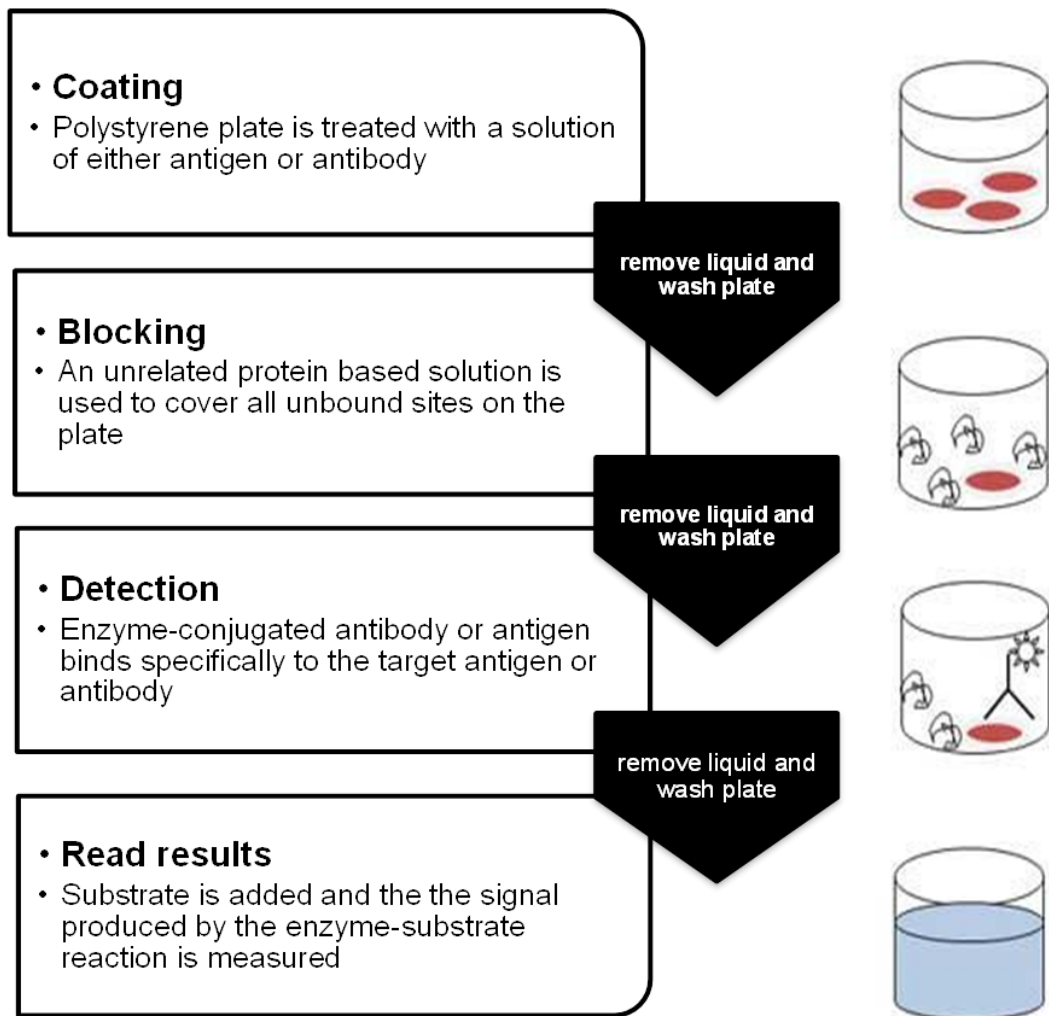 • Coating
• Polystyrene plate is treated with a solution
of either antigen or antibody
remove liquid and
wash plate
• Blocking
• An unrelated protein based solution is
used to cover all unbound sites on the
plate
remove liquid and
wash plate
• Detection
• Enzyme-conjugated antibody or antigen
binds specifically to the target antigen or
antibody
remove liquid and
wash plate
• Read results
• Substrate is added and the the signal
produced by the enzyme-substrate
reaction is measured